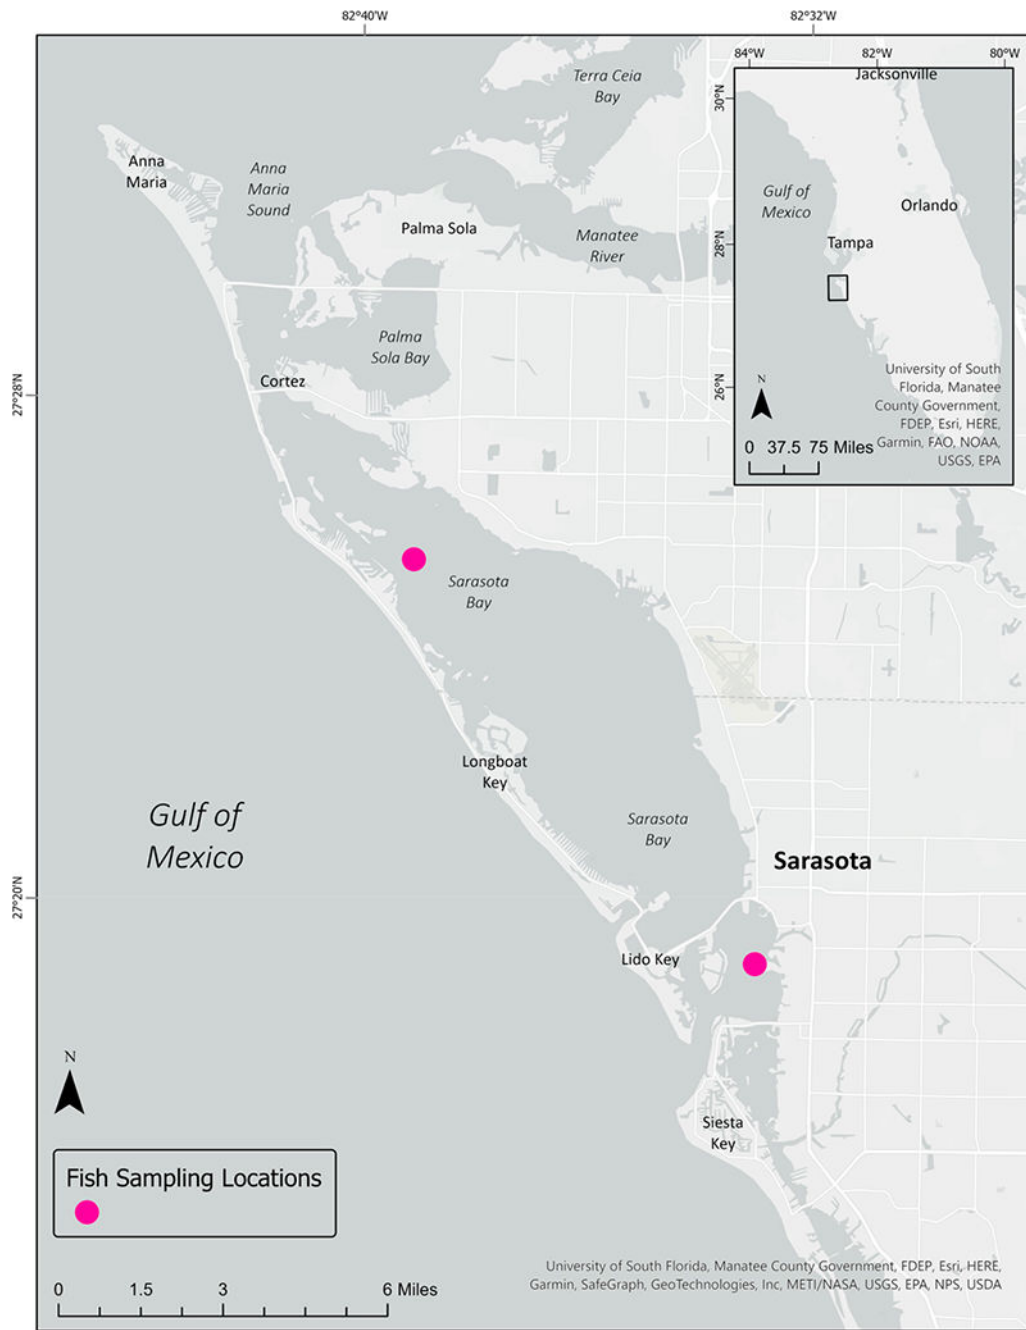 82°40'W
82°32'W
84°W
82°W
80°W
Jacksonville
30°N
Terra Ceia
Bay
Anna
Maria
Anna
Maria
Sound
Gulf of
Mexico
Orlando
Palma Sola
Manatee
River
Tampa
28°N
Palma
Sola Bay
Cortez
27°28'N
26°N
N
University of South
Florida, Manatee
County Government,
FDEP, Esri, HERE,
Garmin, FAO, NOAA,
USGS, EPA
0 37.5 75 Miles
Sarasota
Bay
Longboat
Key
Gulf of
Mexico
Sarasota
Bay
Sarasota
27°20'N
Lido Key
N
Siesta
Key
Fish Sampling Locations
University of South Florida, Manatee County Government, FDEP, Esri, HERE,
Garmin, SafeGraph, GeoTechnologies, Inc, METI/NASA, USGS, EPA, NPS, USDA
0 1.5 3 6 Miles